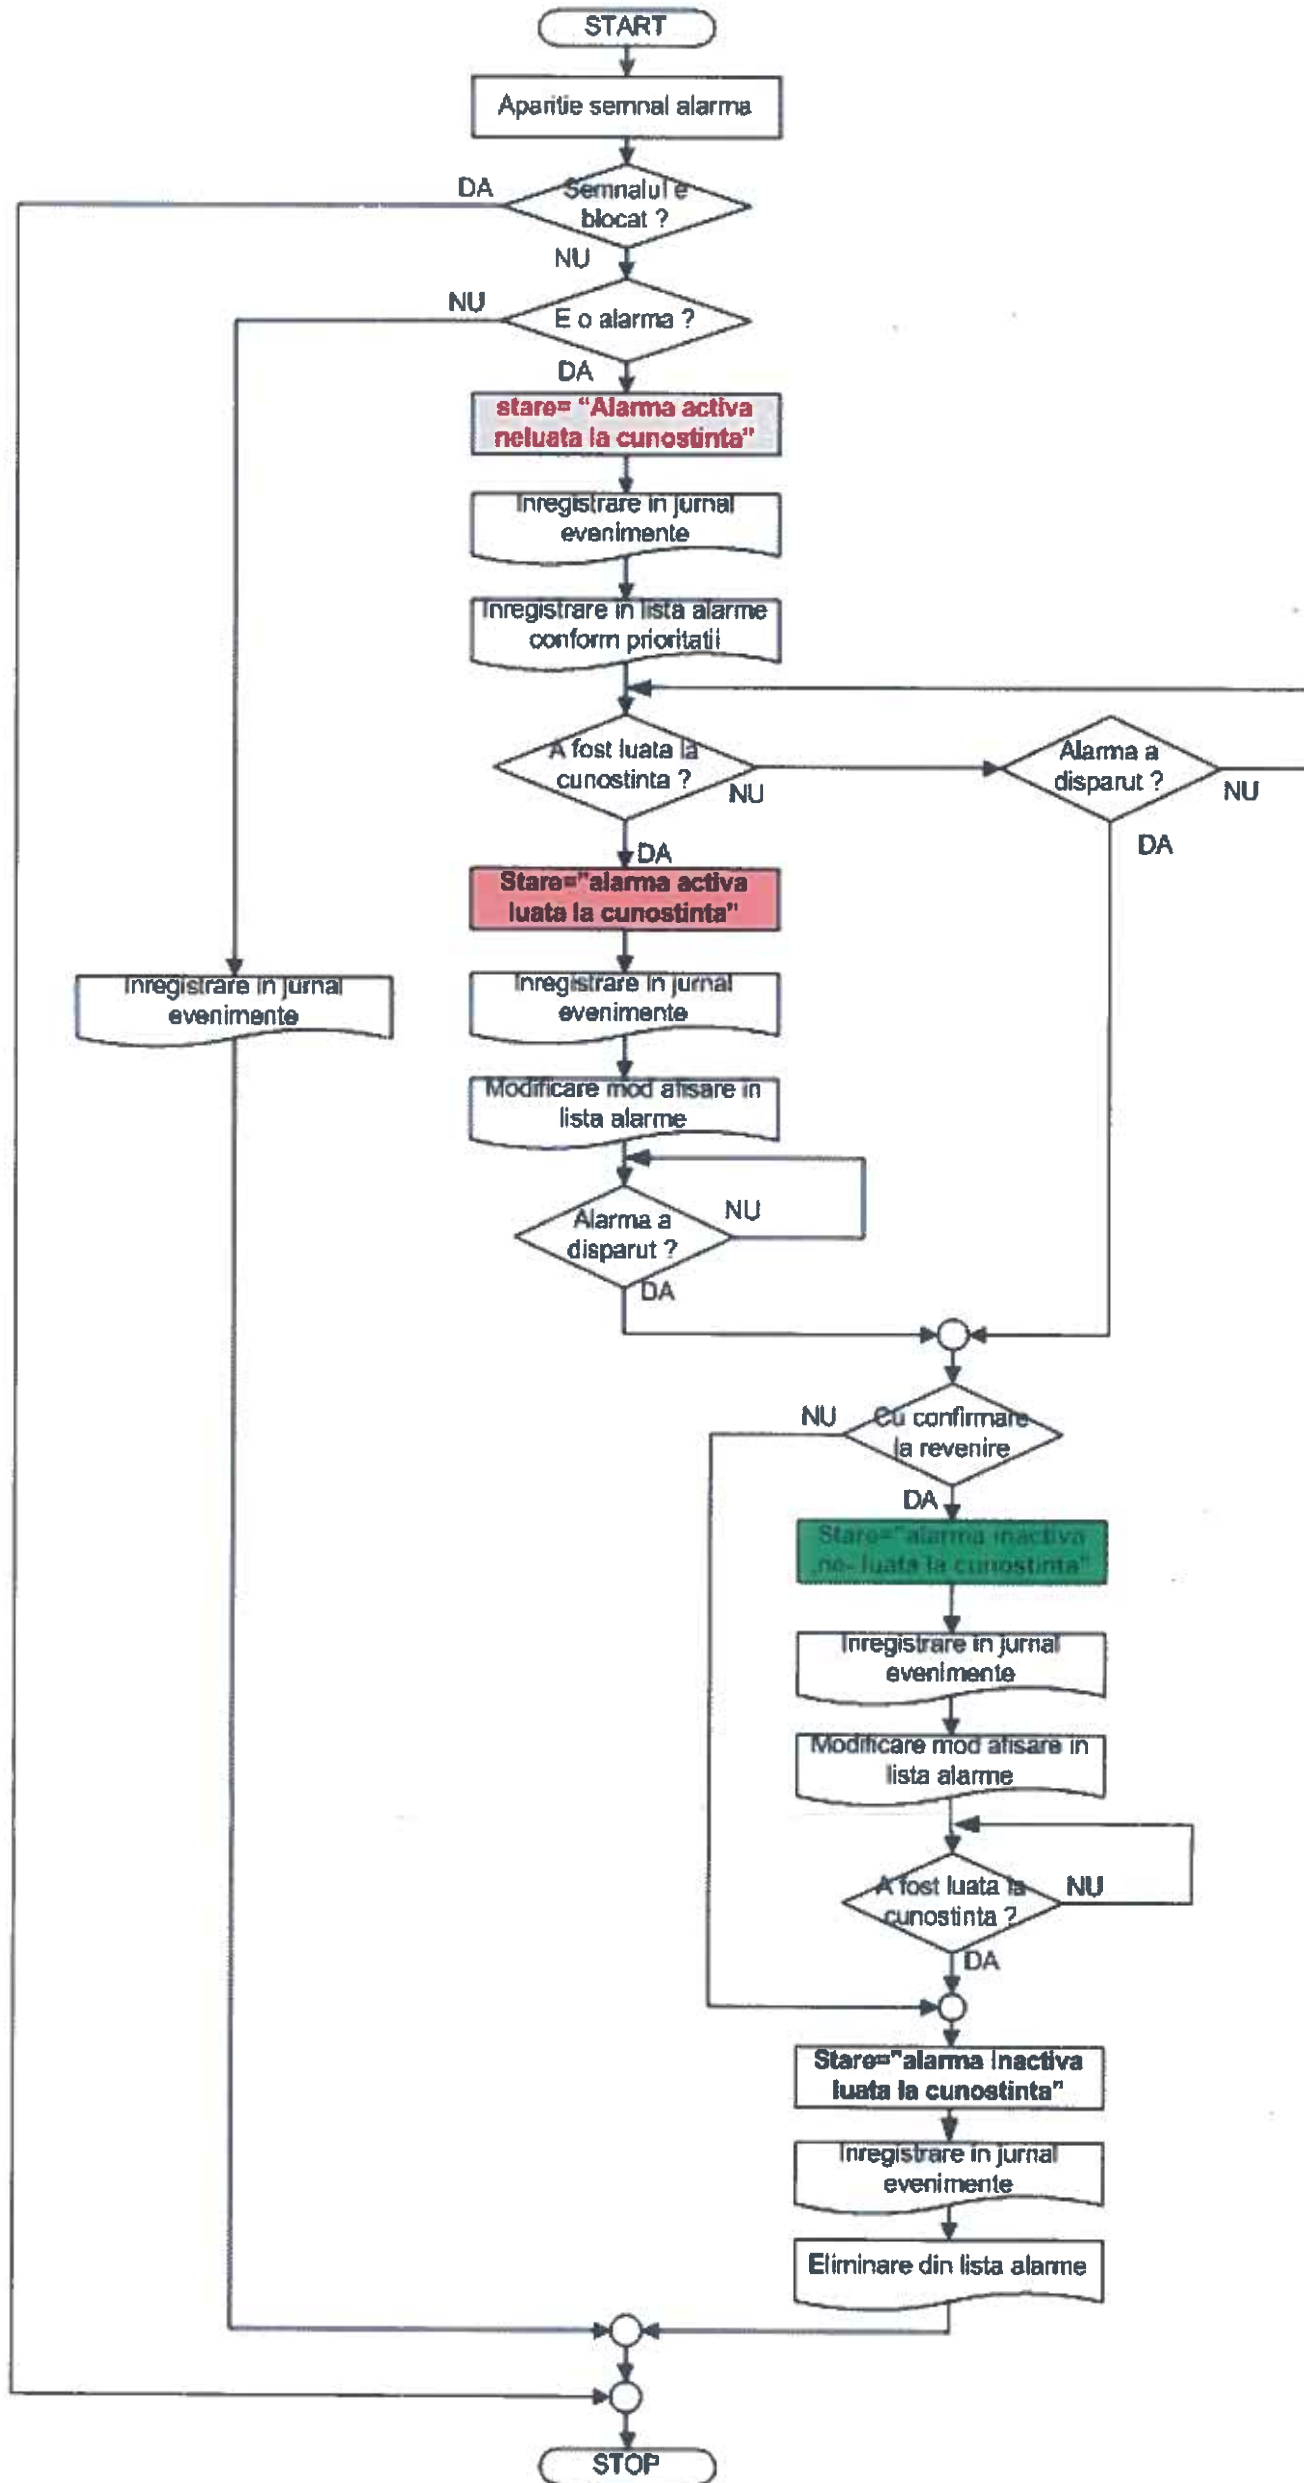 START
Aparitie semnal alarma
DA
Semnalul e
blocat ?
NU
NU
E o alarma ?
DA
stare= "Alarma activa
neluata la cunostinta"
Inregistrare in jurnal
evenimente
Inregistrare in lista alarme
conform prioritatii
A fost luata la
cunostinta ?
NU
Alarma a
disparut ?
NU
DA
DA
Stare="alarma activa
luata la cunostinta"
Inregistrare in jurnal
evenimente
Inregistrare in jurnal
evenimente
Modificare mod afisare in
lista alarme
Alarma a
disparut ?
NU
DA
NU
Cu confirmare
la revenire
DA
Stare="alarma inactiva
ne- luata la cunostinta"
Inregistrare in jurnal
evenimente
Modificare mod afisare in
lista alarme
A fost luata la
cunostinta ?
NU
DA
Stare="alarma inactiva
luata la cunostinta"
Inregistrare in jurnal
evenimente
Eliminare din lista alarme
STOP